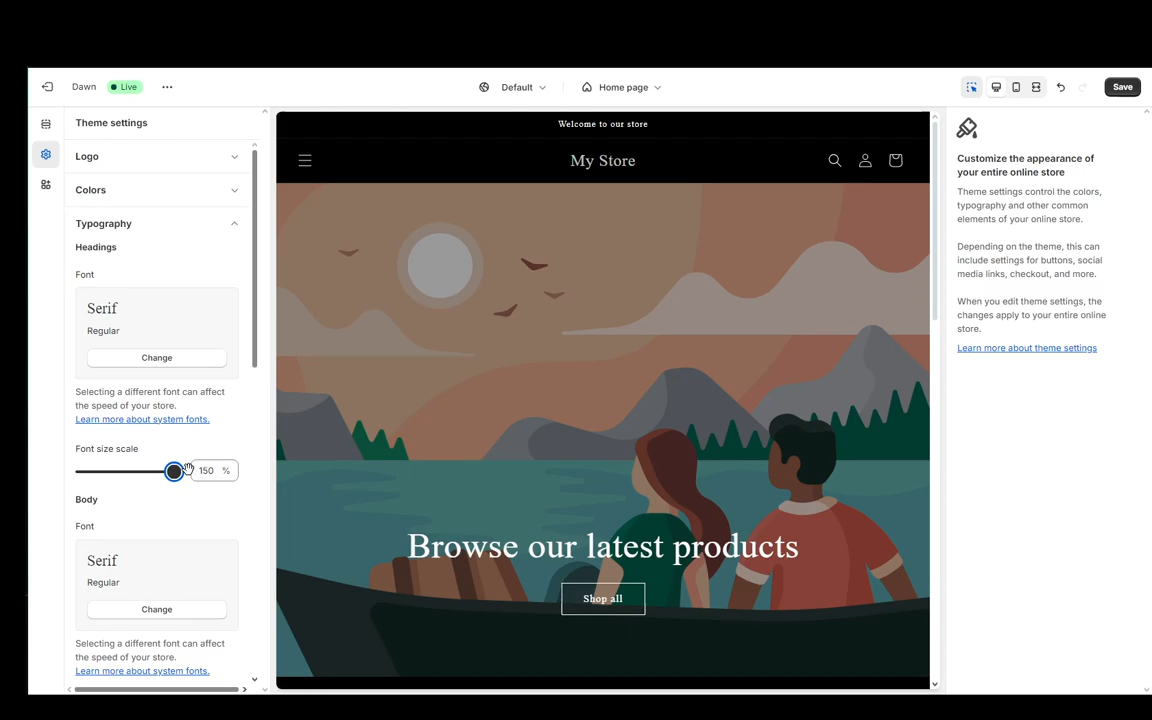 Dawn
Live
Default
Home page
Save
Theme settings
Logo
Colors
Typography
Headings
Font
Serif
Regular
Change
Selecting a different font can affect
the speed of your store.
Learn more about system fonts.
Font size scale
150 %
Body
Font
Serif
Regular
Change
Selecting a different font can affect
the speed of your store.
Learn more about system fonts.
Welcome to our store
My Store
Browse our latest products
Shop all
Customize the appearance of
your entire online store
Theme settings control the colors,
typography and other common
elements of your online store.
Depending on the theme, this can
include settings for buttons, social
media links, checkout, and more.
When you edit theme settings, the
changes apply to your entire online
store.
Learn more about theme settings